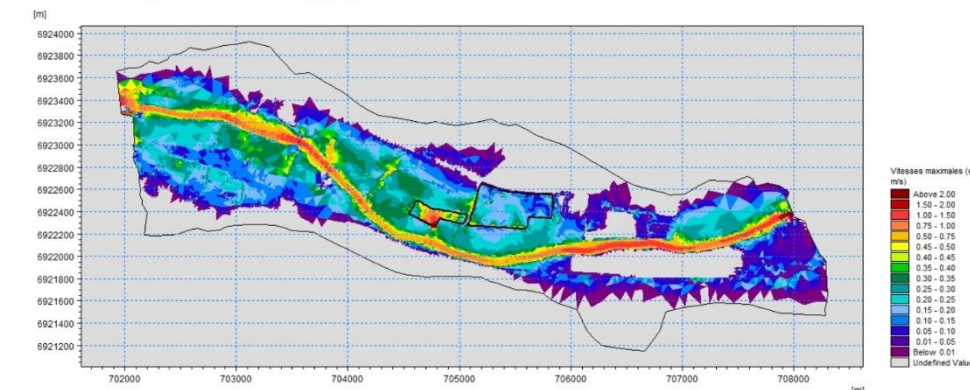 [m]
6924000
6923800
6923600
6923400
6923200
6923000
6922800
6922600
6922400
6922200
6922000
6921800
6921600
6921400
6921200
702000 703000 704000 705000 706000 707000 708000
[m]
Vitesses maximales (e
m/s)
Above 2.00
1.50 - 2.00
1.00 - 1.50
0.75 - 1.00
0.50 - 0.75
0.45 - 0.50
0.40 - 0.45
0.35 - 0.40
0.30 - 0.35
0.25 - 0.30
0.20 - 0.25
0.15 - 0.20
0.10 - 0.15
0.05 - 0.10
0.01 - 0.05
Below 0.01
Undefined Value